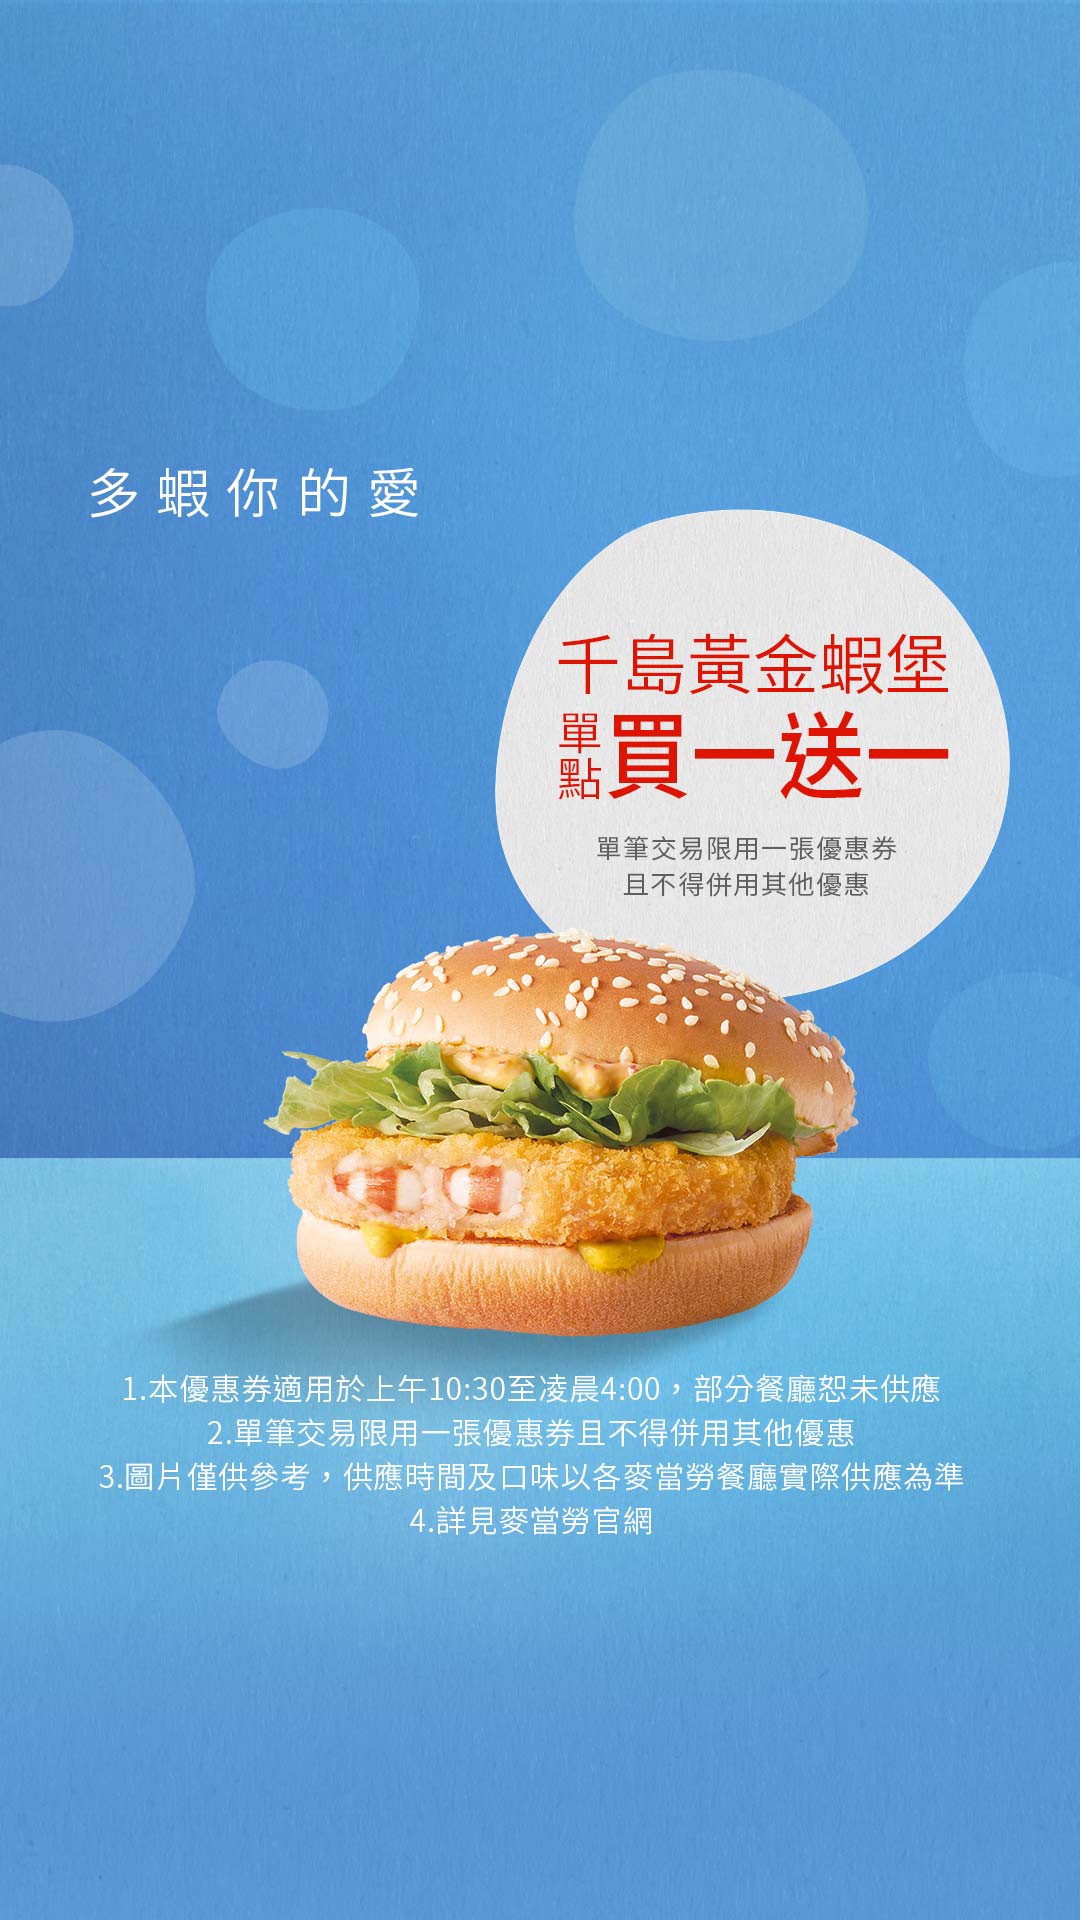 多蝦你的愛
千島黃金蝦堡
單點買一送一
單筆交易限用一張優惠券
且不得併用其他優惠
1.本優惠券適用於上午10:30至凌晨4:00，部分餐廳恕未供應
2.單筆交易限用一張優惠券且不得併用其他優惠
3.圖片僅供參考，供應時間及口味以各麥當勞餐廳實際供應為準
4.詳見麥當勞官網